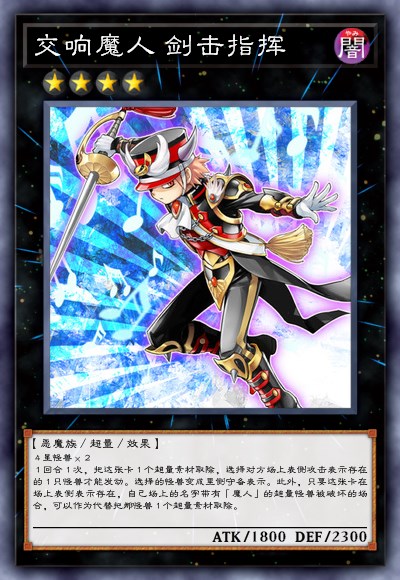 交响魔人 剑击指挥
やみ
闇
【恶魔族／超量／效果】
4星怪兽×2
1回合1次，把这张卡1个超量素材取除，选择对方场上表侧攻击表示存在
的1只怪兽才能发动。选择的怪兽变成里侧守备表示。此外，只要这张卡在
场上表侧表示存在，自己场上的名字带有「魔人」的超量怪兽被破坏的场
合，可以作为代替把那怪兽1个超量素材取除。
ATK/1800 DEF/2300